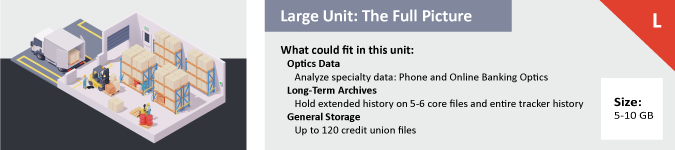 Large Unit: The Full Picture
L
What could fit in this unit:
Optics Data
Analyze specialty data: Phone and Online Banking Optics
Long-Term Archives
Hold extended history on 5-6 core files and entire tracker history
General Storage
Up to 120 credit union files
Size:
5-10 GB